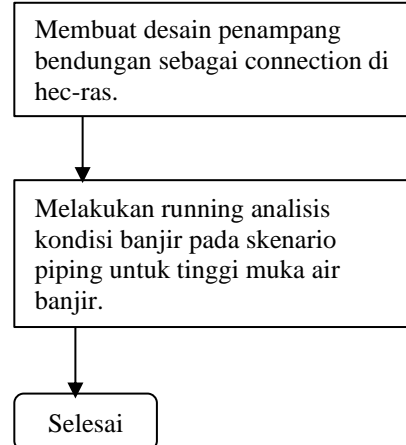 Membuat desain penampang
bendungan sebagai connection di
hec-ras.
Melakukan running analisis
kondisi banjir pada skenario
piping untuk tinggi muka air
banjir.
Selesai